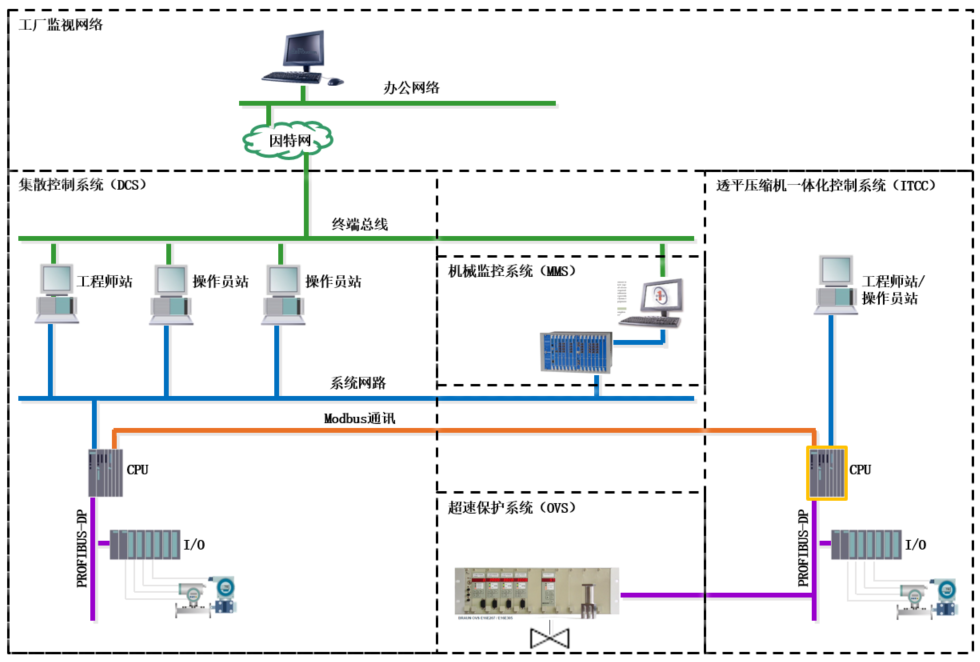 工厂监视网络
办公网络
因特网
集散控制系统（DCS）
透平压缩机一体化控制系统（ITCC）
终端总线
机械监控系统（MMS）
工程师站
操作员站
操作员站
工程师站/
操作员站
系统网路
Modbus通讯
CPU
CPU
超速保护系统（OVS）
PROFIBUS-DP
I/O
PROFIBUS-DP
I/O